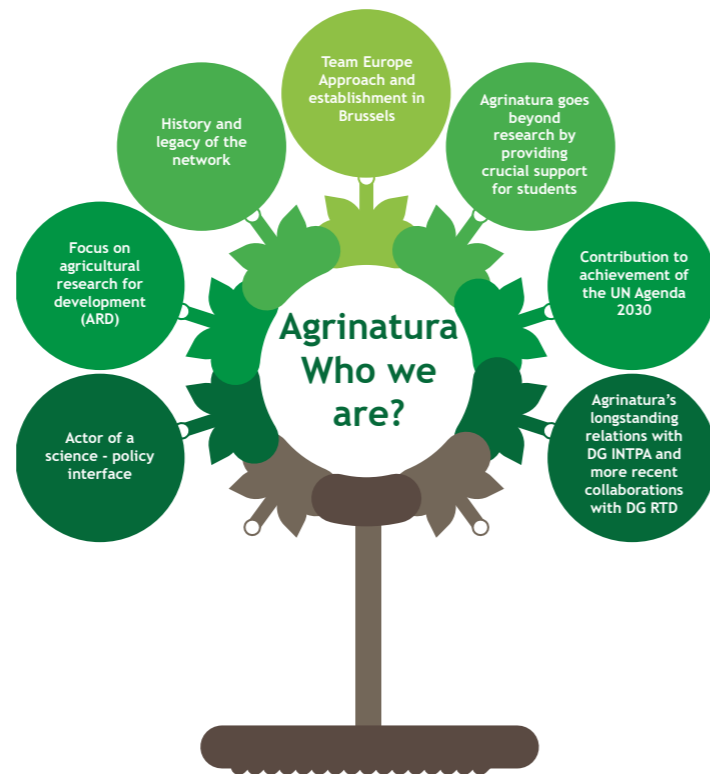 Team Europe
Approach and
establishment in
Brussels
History and
legacy of the
network
Agrinatura goes
beyond
research by
providing
crucial support
for students
Focus on
agricultural
research for
development
(ARD)
Contribution to
achievement of
the UN Agenda
2030
Agrinatura
Who we
are?
Actor of a
science - policy
interface
Agrinatura's
longstanding
relations with
DG INTPA and
more recent
collaborations
with DG RTD